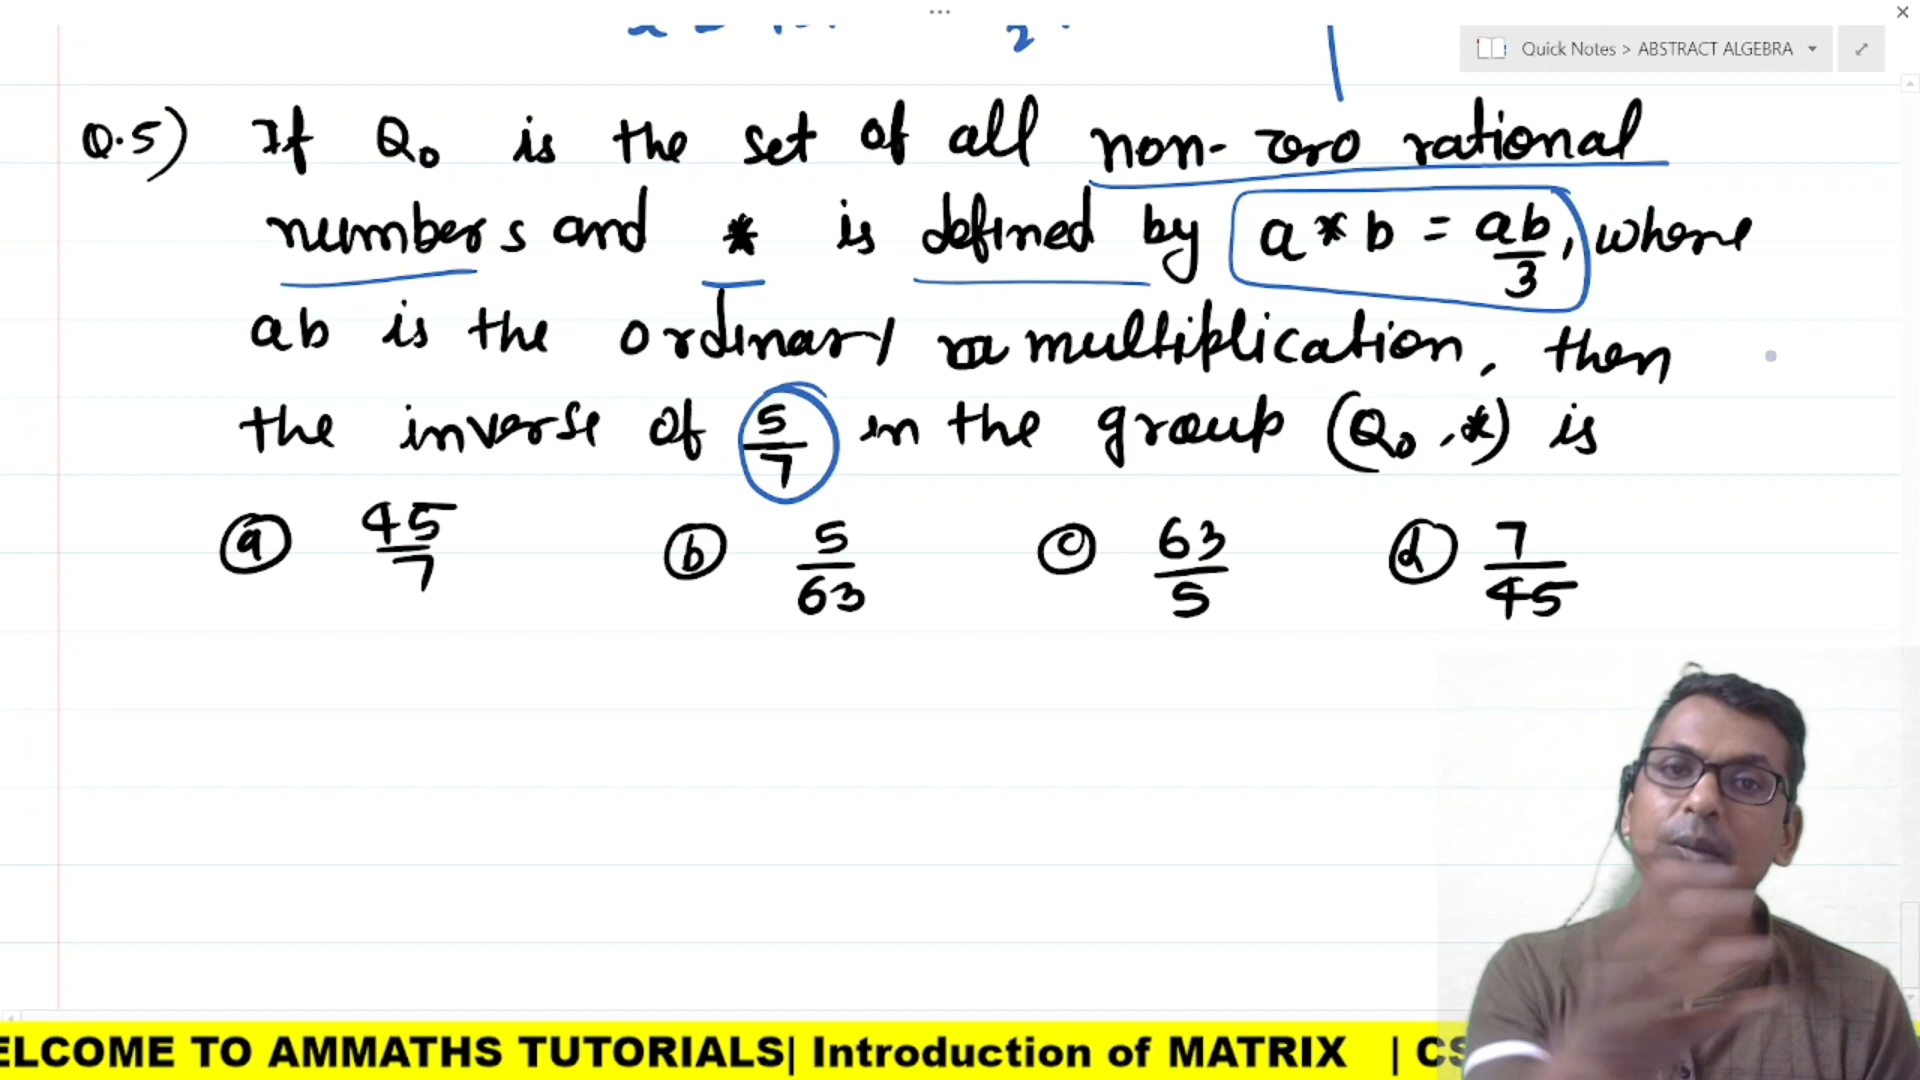 Quick Notes > ABSTRACT ALGEBRA
Q.5) If Q₀ is the set of all non-zero rational
numbers and * is defined by a * b = ab/3, where
ab is the ordinary multiplication, then
the inverse of 5/7 in the group (Q₀, *) is
(a) 45/7 (b) 5/63 (c) 63/5 (d) 7/45
ELCOME TO AMMATHS TUTORIALS| Introduction of MATRIX | CS